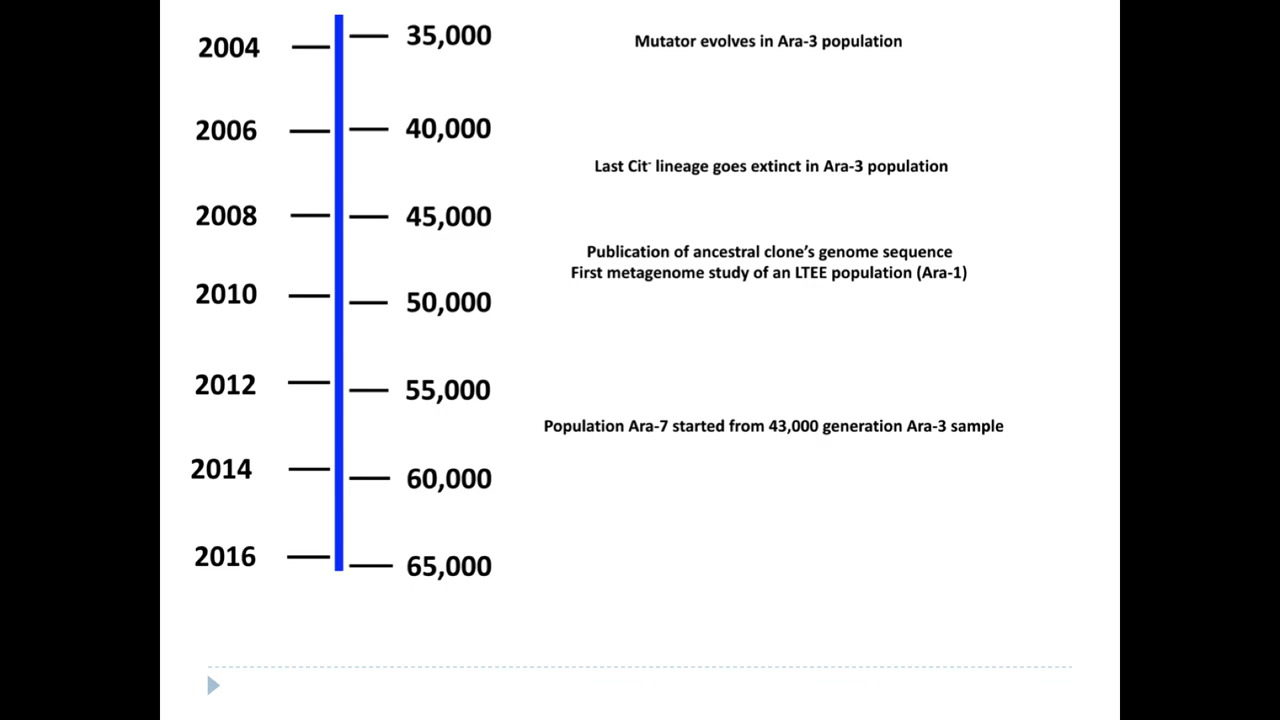 2004
35,000
Mutator evolves in Ara-3 population
2006
40,000
Last Cit⁻ lineage goes extinct in Ara-3 population
2008
45,000
Publication of ancestral clone’s genome sequence
First metagenome study of an LTEE population (Ara-1)
2010
50,000
2012
55,000
Population Ara-7 started from 43,000 generation Ara-3 sample
2014
60,000
2016
65,000